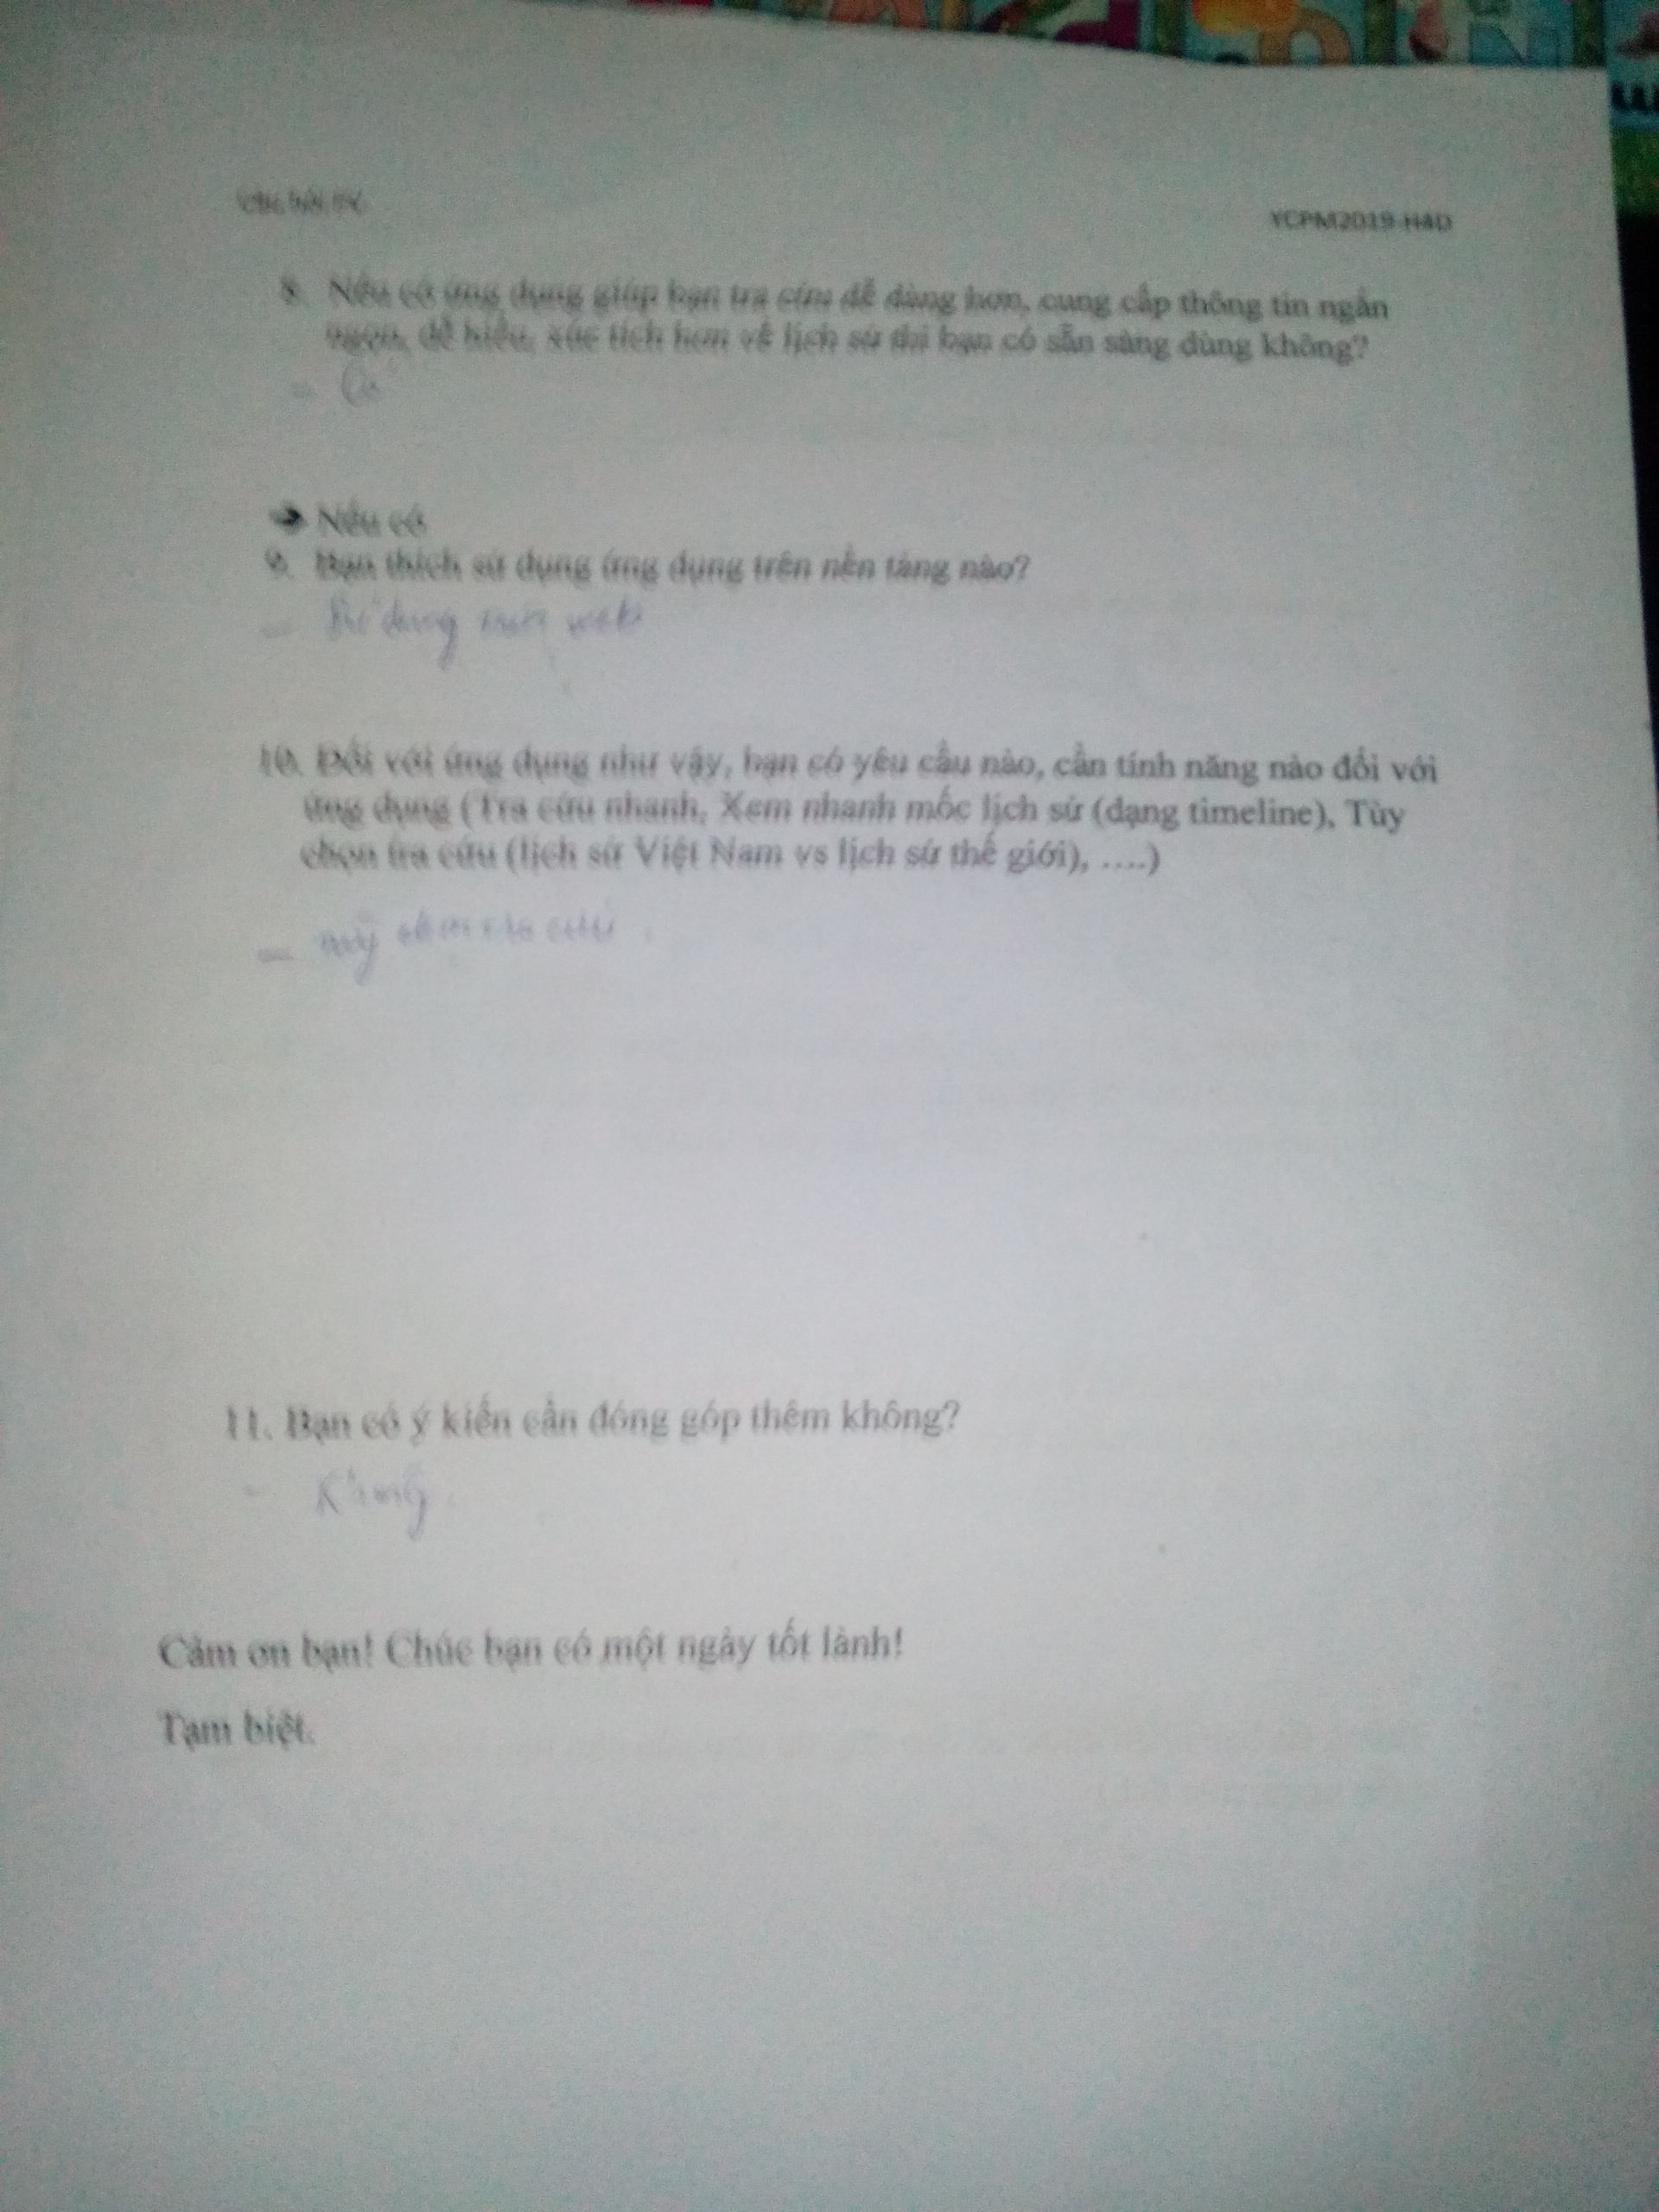 Câu hỏi PV
YCPM2019-H4D
8. Nếu có ứng dụng giúp bạn tra cứu dễ dàng hơn, cung cấp thông tin ngắn
ngọn, dễ hiểu, xúc tích hơn về lịch sử thì bạn có sẵn sàng dùng không?
- Có
➔ Nếu có
9. Bạn thích sử dụng ứng dụng trên nền tảng nào?
- Sử dụng trên web
10. Đối với ứng dụng như vậy, bạn có yêu cầu nào, cần tính năng nào đối với
ứng dụng (Tra cứu nhanh, Xem nhanh mốc lịch sử (dạng timeline), Tùy
chọn tra cứu (lịch sử Việt Nam vs lịch sử thế giới), ….)
- tra cứu
11. Bạn có ý kiến cần đóng góp thêm không?
- Không
Cảm ơn bạn! Chúc bạn có một ngày tốt lành!
Tạm biệt.